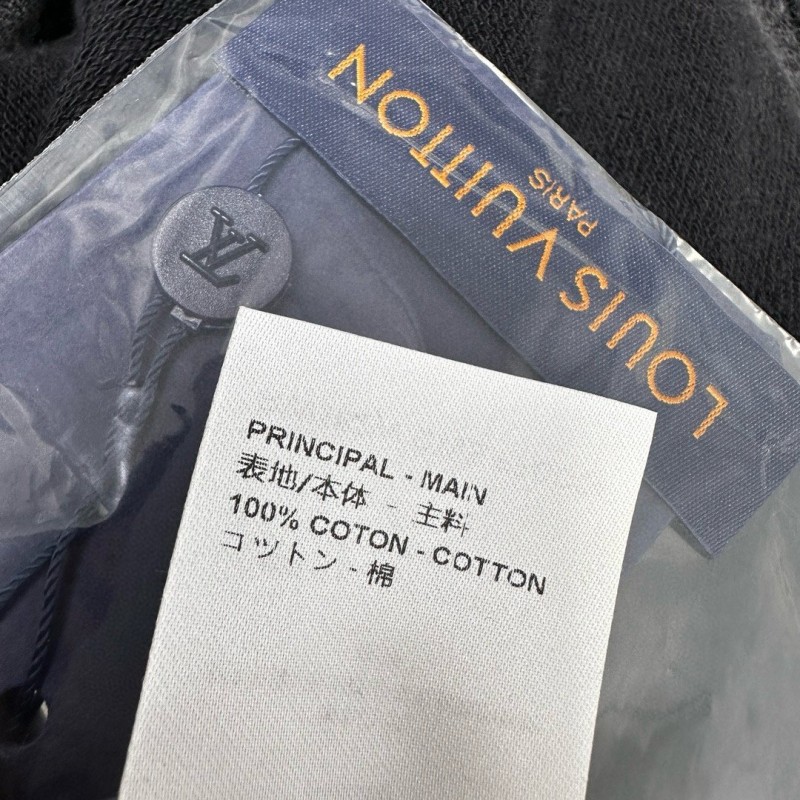 LOUIS VUITTON
PARIS
LV
PRINCIPAL - MAIN
表地/本体 - 主料
100% COTON - COTTON
コットン - 棉